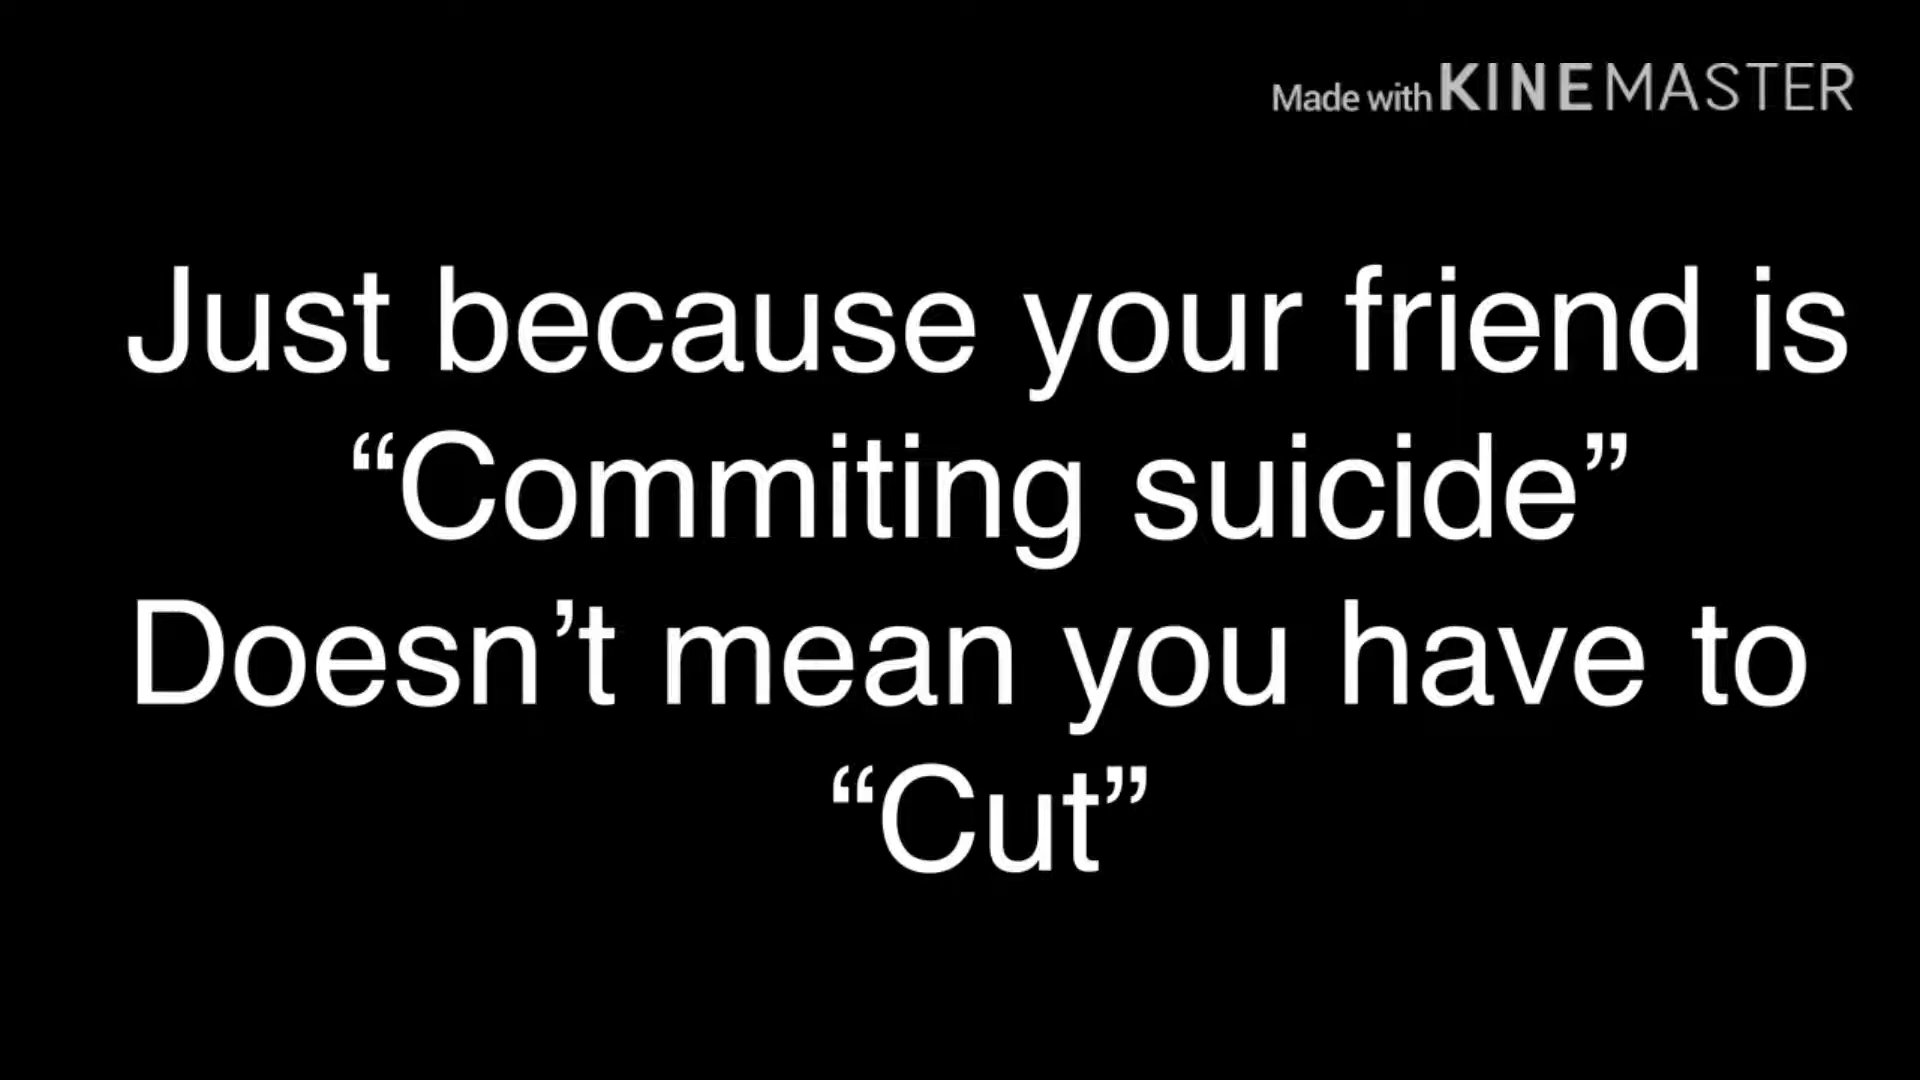 Made with KINEMASTER
Just because your friend is
“Commiting suicide”
Doesn’t mean you have to
“Cut”